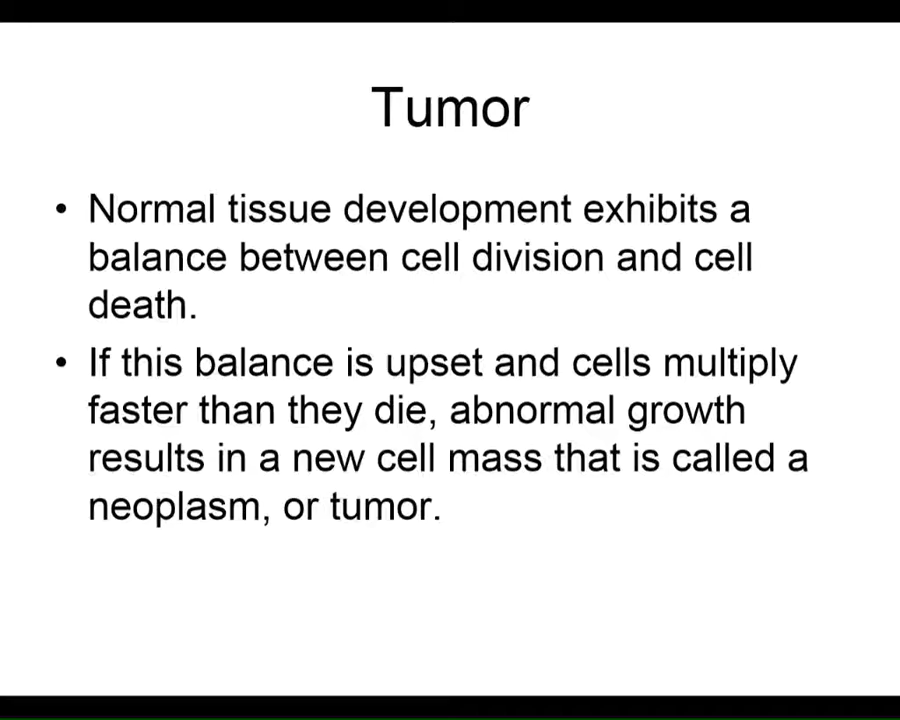 Tumor
• Normal tissue development exhibits a
balance between cell division and cell
death.
• If this balance is upset and cells multiply
faster than they die, abnormal growth
results in a new cell mass that is called a
neoplasm, or tumor.